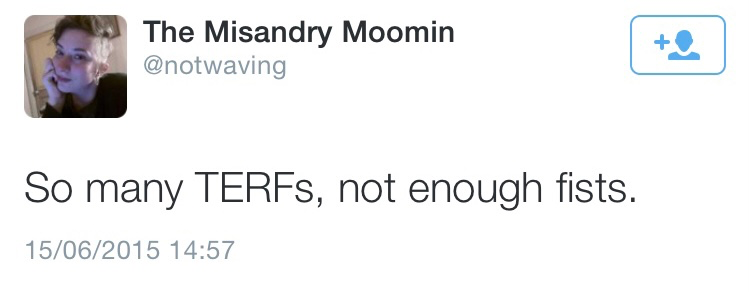 The Misandry Moomin
@notwaving
So many TERFs, not enough fists.
15/06/2015 14:57